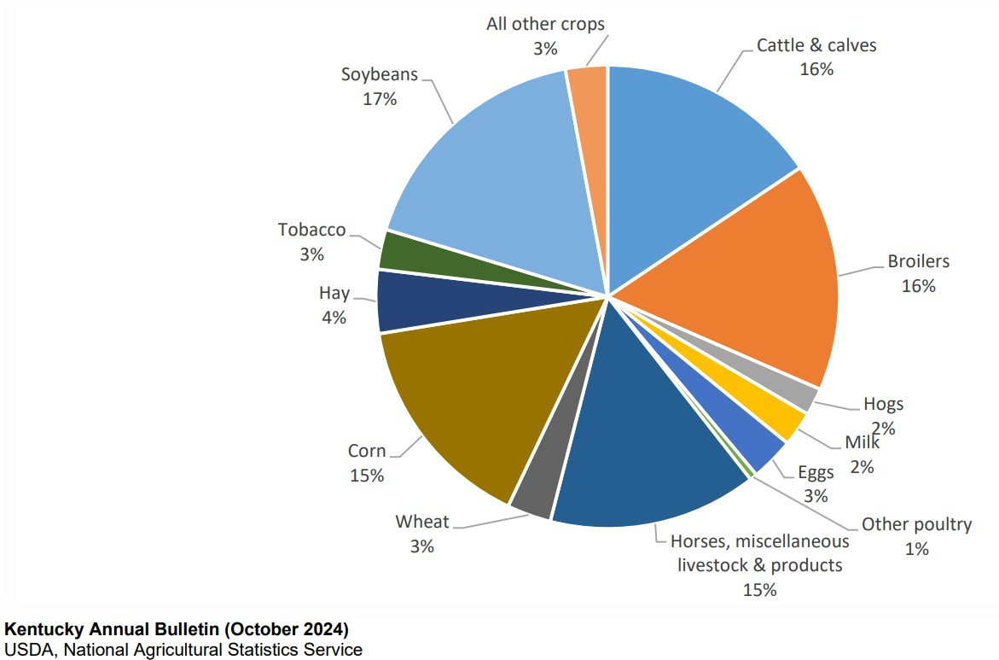 All other crops
3%
Cattle & calves
16%
Soybeans
17%
Tobacco
3%
Broilers
16%
Hay
4%
Hogs
2%
Milk
2%
Corn
15%
Eggs
3%
Wheat
3%
Other poultry
1%
Horses, miscellaneous
livestock & products
15%
Kentucky Annual Bulletin (October 2024)
USDA, National Agricultural Statistics Service